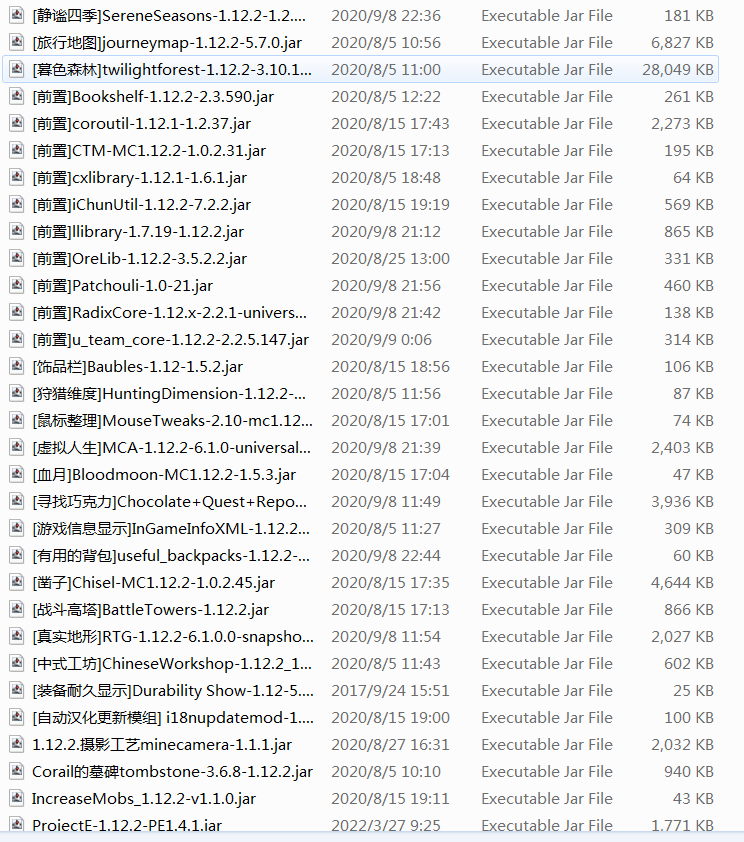 [静谧四季]SereneSeasons-1.12.2-1.2.... 2020/9/8 22:36 Executable Jar File 181 KB
[旅行地图]journeymap-1.12.2-5.7.0.jar 2020/8/5 10:56 Executable Jar File 6,827 KB
[暮色森林]twilightforest-1.12.2-3.10.1... 2020/8/5 11:00 Executable Jar File 28,049 KB
[前置]Bookshelf-1.12.2-2.3.590.jar 2020/8/5 12:22 Executable Jar File 261 KB
[前置]coroutil-1.12.1-1.2.37.jar 2020/8/15 17:43 Executable Jar File 2,273 KB
[前置]CTM-MC1.12.2-1.0.2.31.jar 2020/8/15 17:13 Executable Jar File 195 KB
[前置]cxlibrary-1.12.1-1.6.1.jar 2020/8/5 18:48 Executable Jar File 64 KB
[前置]iChunUtil-1.12.2-7.2.2.jar 2020/8/15 19:19 Executable Jar File 569 KB
[前置]llibrary-1.7.19-1.12.2.jar 2020/9/8 21:12 Executable Jar File 865 KB
[前置]OreLib-1.12.2-3.5.2.2.jar 2020/8/25 13:00 Executable Jar File 331 KB
[前置]Patchouli-1.0-21.jar 2020/9/8 21:56 Executable Jar File 460 KB
[前置]RadixCore-1.12.x-2.2.1-univers... 2020/9/8 21:42 Executable Jar File 138 KB
[前置]u_team_core-1.12.2-2.2.5.147.jar 2020/9/9 0:06 Executable Jar File 314 KB
[饰品栏]Baubles-1.12-1.5.2.jar 2020/8/15 18:56 Executable Jar File 106 KB
[狩猎维度]HuntingDimension-1.12.2-... 2020/8/5 11:56 Executable Jar File 87 KB
[鼠标整理]MouseTweaks-2.10-mc1.12... 2020/8/15 17:01 Executable Jar File 74 KB
[虚拟人生]MCA-1.12.2-6.1.0-universal... 2020/9/8 21:39 Executable Jar File 2,403 KB
[血月]Bloodmoon-MC1.12.2-1.5.3.jar 2020/8/15 17:04 Executable Jar File 47 KB
[寻找巧克力]Chocolate+Quest+Repo... 2020/9/8 11:49 Executable Jar File 3,936 KB
[游戏信息显示]InGameInfoXML-1.12.2... 2020/8/5 11:27 Executable Jar File 309 KB
[有用的背包]useful_backpacks-1.12.2-... 2020/9/8 22:44 Executable Jar File 60 KB
[凿子]Chisel-MC1.12.2-1.0.2.45.jar 2020/8/15 17:35 Executable Jar File 4,644 KB
[战斗高塔]BattleTowers-1.12.2.jar 2020/8/15 17:13 Executable Jar File 866 KB
[真实地形]RTG-1.12.2-6.1.0.0-snapsho... 2020/9/8 11:54 Executable Jar File 2,027 KB
[中式工坊]ChineseWorkshop-1.12.2_1... 2020/8/5 11:43 Executable Jar File 602 KB
[装备耐久显示]Durability Show-1.12-5.... 2017/9/24 15:51 Executable Jar File 25 KB
[自动汉化更新模组] i18nupdatemod-1.... 2020/8/15 19:00 Executable Jar File 100 KB
1.12.2.摄影工艺minecamera-1.1.1.jar 2020/8/27 16:31 Executable Jar File 2,032 KB
Corail的墓碑tombstone-3.6.8-1.12.2.jar 2020/8/5 10:10 Executable Jar File 940 KB
IncreaseMobs_1.12.2-v1.1.0.jar 2020/8/15 19:11 Executable Jar File 43 KB
ProjectE-1.12.2-PE1.4.1.jar 2022/3/27 9:25 Executable Jar File 1,771 KB